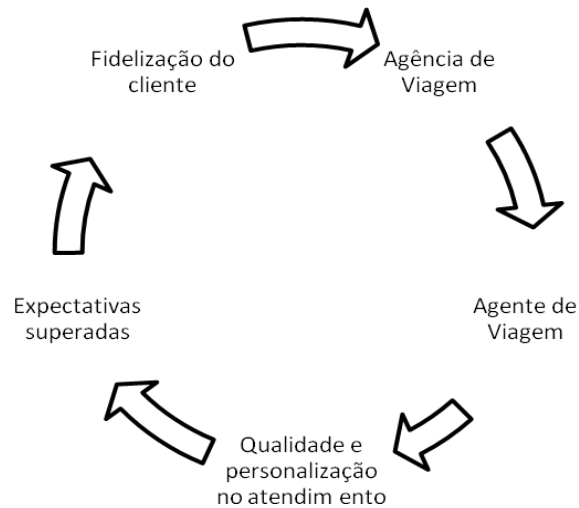 Fidelização do
cliente
Agência de
Viagem
Agente de
Viagem
Qualidade e
personalização
no atendim ento
Expectativas
superadas